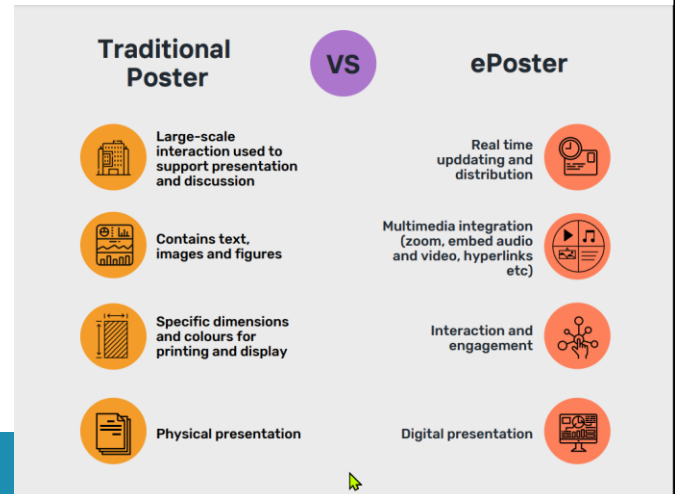 Traditional
Poster
VS
ePoster
Large-scale
interaction used to
support presentation
and discussion
Real time
upddating and
distribution
Contains text,
images and figures
Multimedia integration
(zoom, embed audio
and video, hyperlinks
etc)
Specific dimensions
and colours for
printing and display
Interaction and
engagement
Physical presentation
Digital presentation